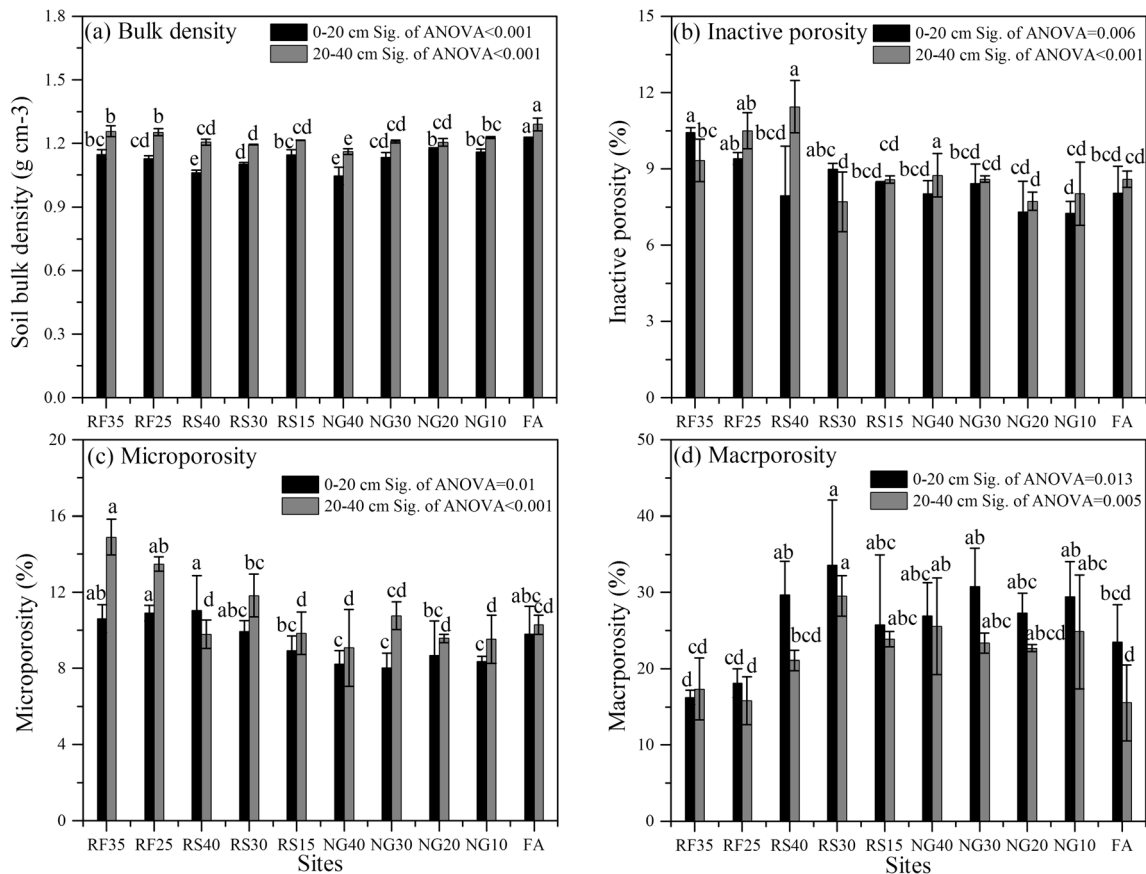 (a) Bulk density
0-20 cm Sig. of ANOVA<0.001
20-40 cm Sig. of ANOVA<0.001
Soil bulk density (g cm-3)
1.8
1.5
1.2
0.9
0.6
0.3
0.0
bc b cd b e cd d d bc cd e e cd cd b cd bc bc a a
RF35 RF25 RS40 RS30 RS15 NG40 NG30 NG20 NG10 FA
(b) Inactive porosity
0-20 cm Sig. of ANOVA=0.006
20-40 cm Sig. of ANOVA<0.001
Inactive porosity (%)
15
12
9
6
3
0
a bc ab ab bcd a abc d bcd cd bcd a bcd cd cd d d cd bcd cd
RF35 RF25 RS40 RS30 RS15 NG40 NG30 NG20 NG10 FA
(c) Microporosity
0-20 cm Sig. of ANOVA=0.01
20-40 cm Sig. of ANOVA<0.001
Microporosity (%)
20
16
12
8
4
0
ab a ab ab a d abc bc c d c d c cd bc d c d abc cd
RF35 RF25 RS40 RS30 RS15 NG40 NG30 NG20 NG10 FA
Sites
(d) Macrporosity
0-20 cm Sig. of ANOVA=0.013
20-40 cm Sig. of ANOVA=0.005
Macrporosity (%)
50
40
30
20
10
0
d cd cd d ab bcd a a abc abc abc ab ab abc abc abcd ab abc bcd d
RF35 RF25 RS40 RS30 RS15 NG40 NG30 NG20 NG10 FA
Sites